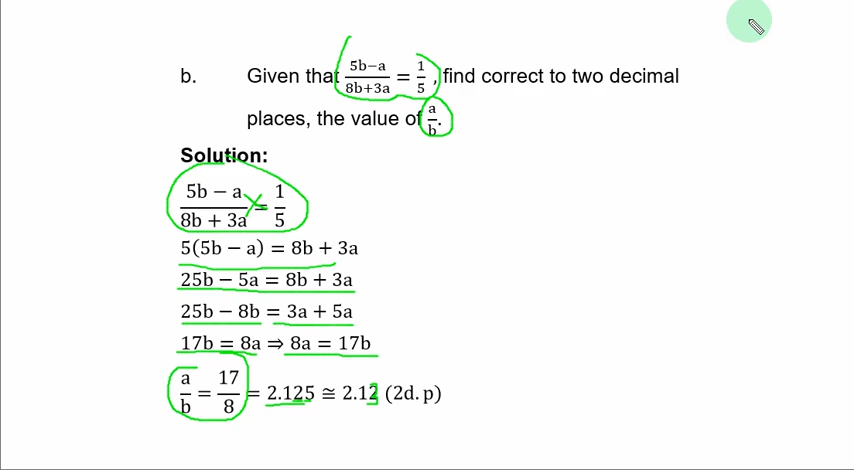 b. Given that (5b−a)/(8b+3a) = 1/5, find correct to two decimal
places, the value of a/b.
Solution:
(5b − a)/(8b + 3a) = 1/5
5(5b − a) = 8b + 3a
25b − 5a = 8b + 3a
25b − 8b = 3a + 5a
17b = 8a ⇒ 8a = 17b
a/b = 17/8 = 2.125 ≅ 2.12 (2d. p)